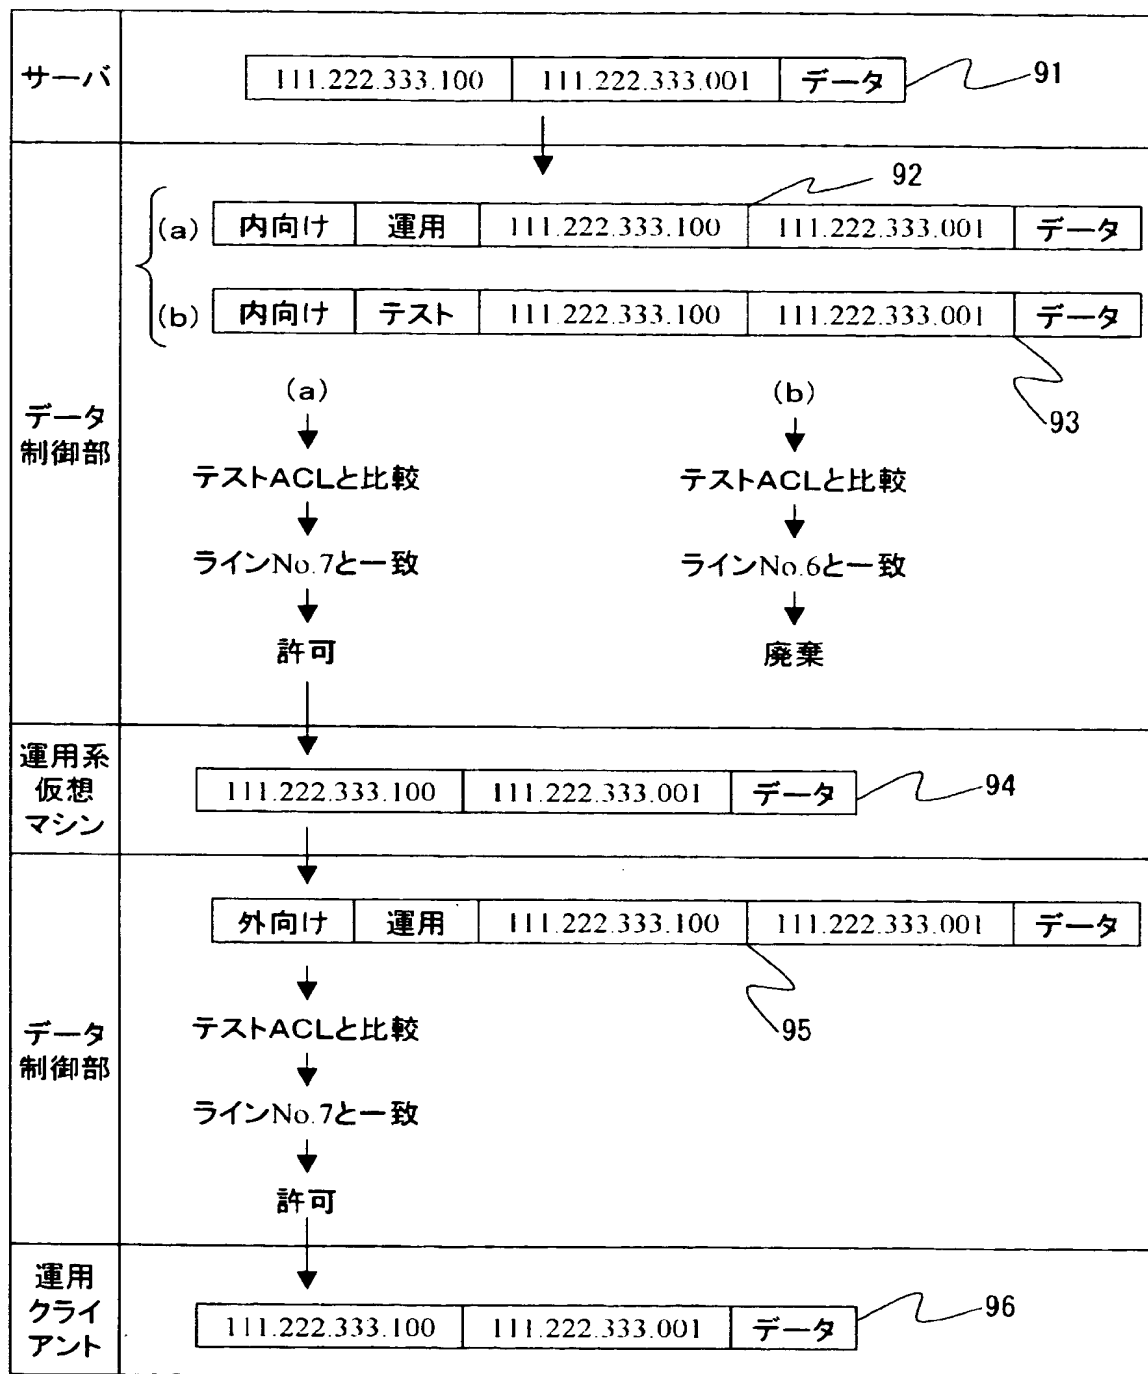 サーバ
111.222.333.100 111.222.333.001 データ
91
92
(a) 内向け 運用 111.222.333.100 111.222.333.001 データ
(b) 内向け テスト 111.222.333.100 111.222.333.001 データ
93
データ
制御部
(a)
テストACLと比較
ラインNo.7と一致
許可
(b)
テストACLと比較
ラインNo.6と一致
廃棄
運用系
仮想
マシン
111.222.333.100 111.222.333.001 データ
94
データ
制御部
外向け 運用 111.222.333.100 111.222.333.001 データ
95
テストACLと比較
ラインNo.7と一致
許可
運用
クライ
アント
111.222.333.100 111.222.333.001 データ
96